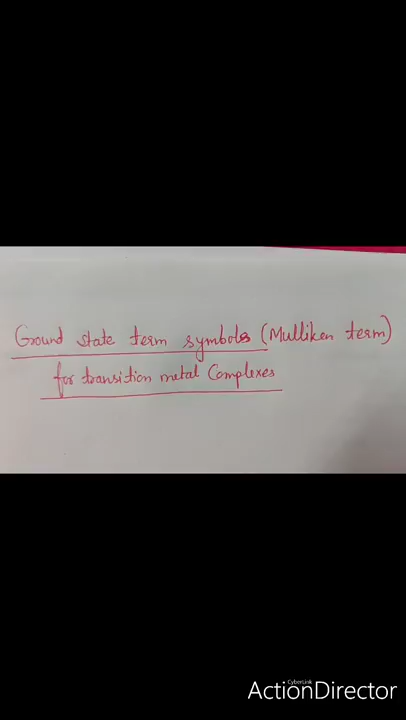 Ground state term symbols (Mulliken term)
for transition metal Complexes
CyberLink
ActionDirector